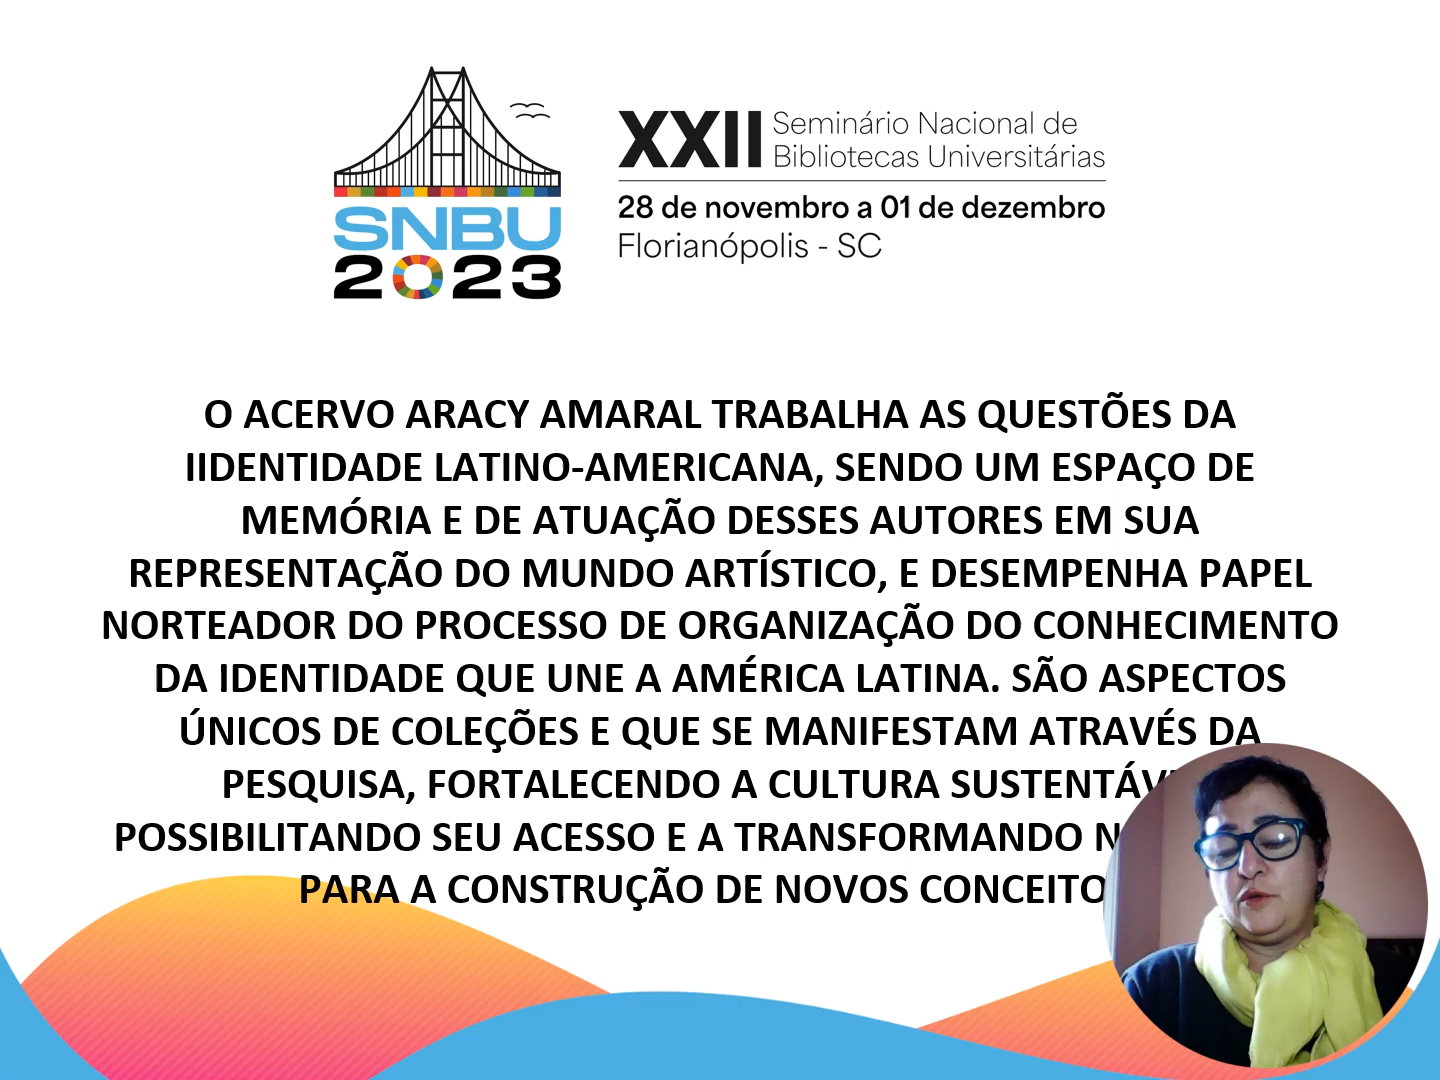 XXII Seminário Nacional de
Bibliotecas Universitárias
28 de novembro a 01 de dezembro
Florianópolis - SC
SNBU
2023
O ACERVO ARACY AMARAL TRABALHA AS QUESTÕES DA
IIDENTIDADE LATINO-AMERICANA, SENDO UM ESPAÇO DE
MEMÓRIA E DE ATUAÇÃO DESSES AUTORES EM SUA
REPRESENTAÇÃO DO MUNDO ARTÍSTICO, E DESEMPENHA PAPEL
NORTEADOR DO PROCESSO DE ORGANIZAÇÃO DO CONHECIMENTO
DA IDENTIDADE QUE UNE A AMÉRICA LATINA. SÃO ASPECTOS
ÚNICOS DE COLEÇÕES E QUE SE MANIFESTAM ATRAVÉS DA
PESQUISA, FORTALECENDO A CULTURA
POSSIBILITANDO SEU ACESSO E A TRANSFORMANDO
PARA A CONSTRUÇÃO DE NOVOS